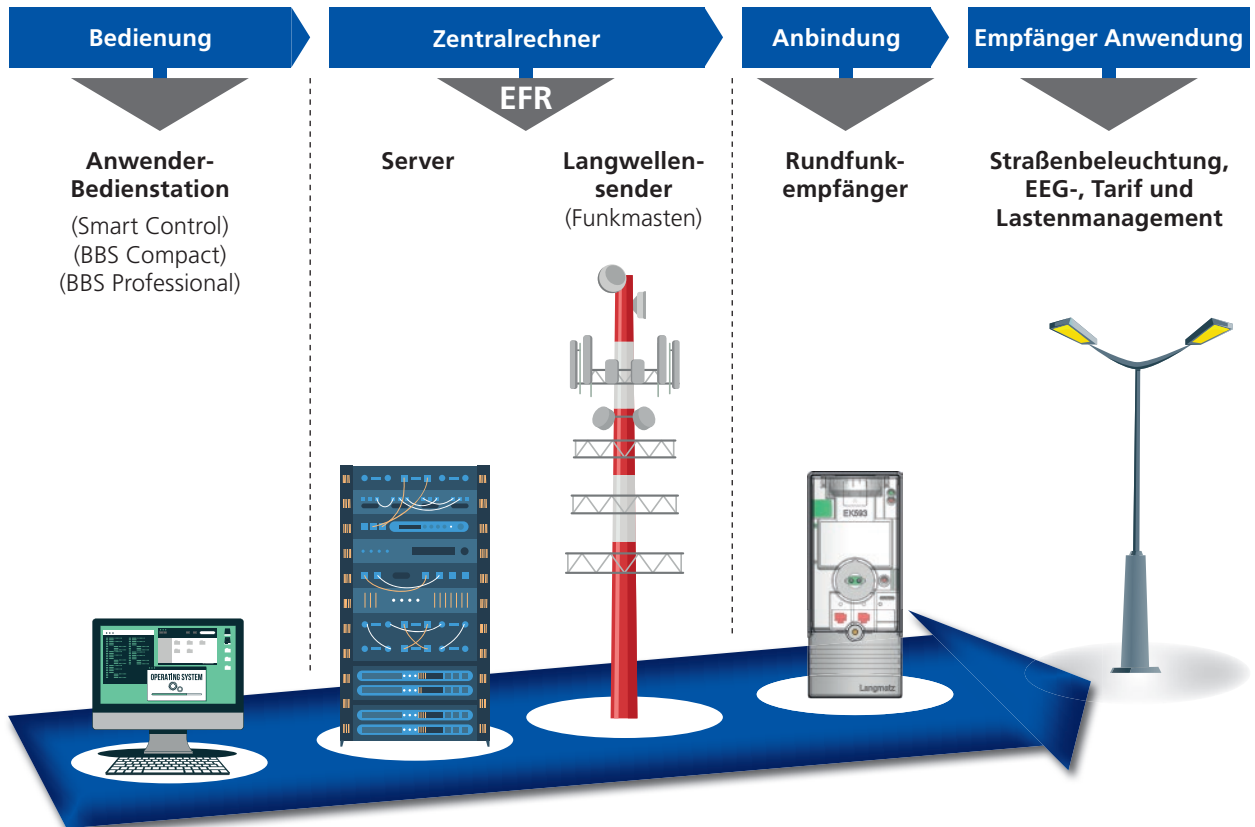 Bedienung
Zentralrechner
Anbindung
Empfänger Anwendung
EFR
Anwender-
Bedienstation
(Smart Control)
(BBS Compact)
(BBS Professional)
Server
Langwellen-
sender
(Funkmasten)
Rundfunk-
empfänger
Straßenbeleuchtung,
EEG-, Tarif und
Lastenmanagement
EK593
OPERATING SYSTEM
Langmatz